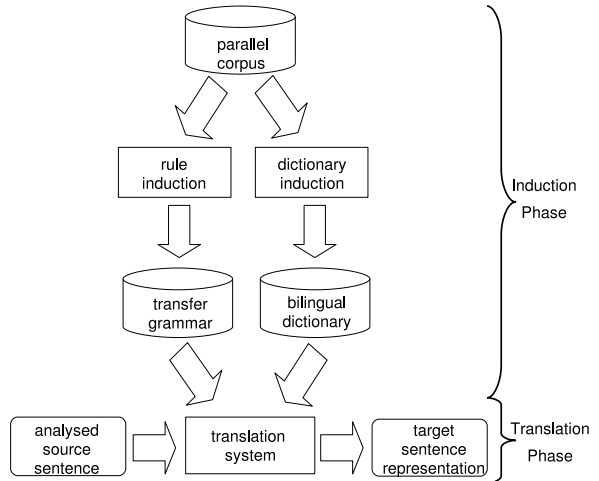 parallel
corpus
rule
induction
dictionary
induction
Induction
Phase
transfer
grammar
bilingual
dictionary
analysed
source
sentence
translation
system
target
sentence
representation
Translation
Phase